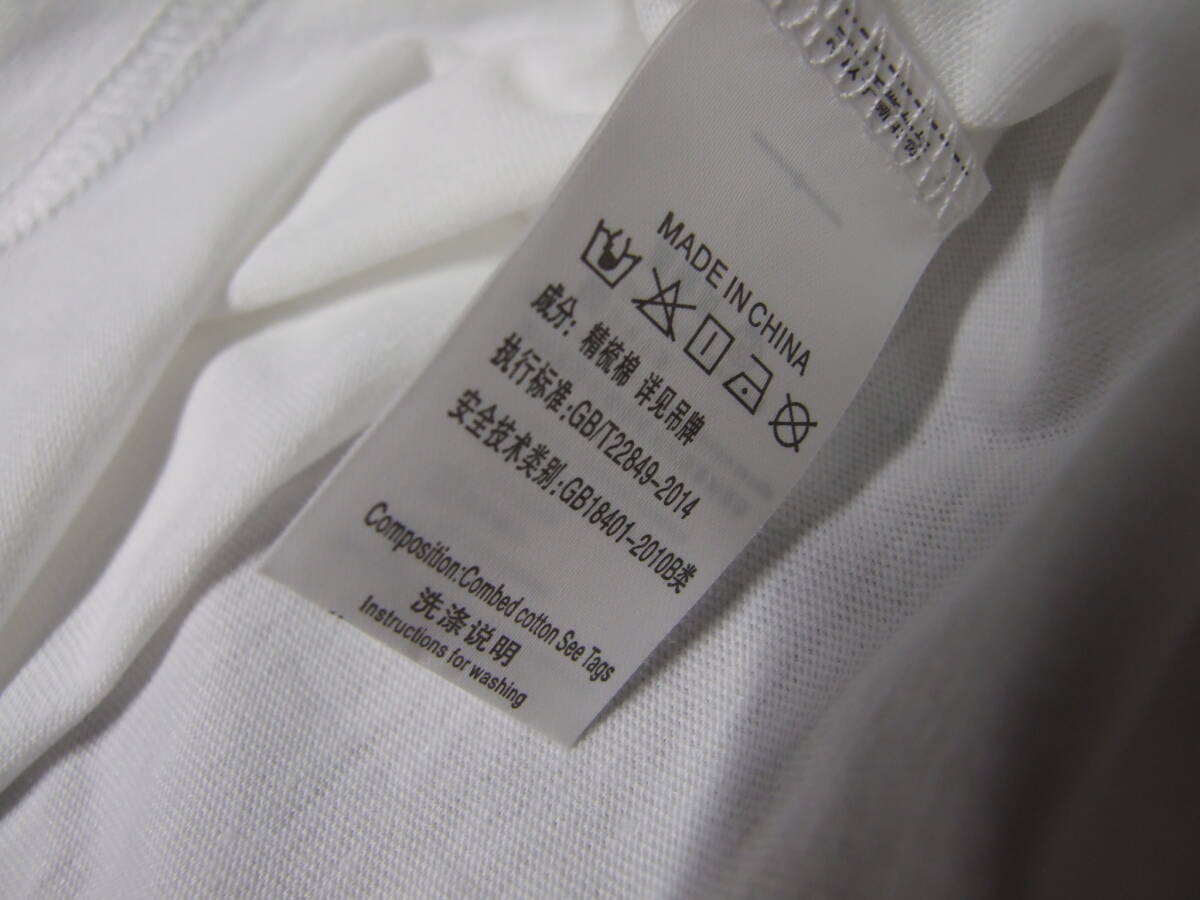 MADE IN CHINA
成分：精梳棉 详见吊牌
执行标准:GB/T22849-2014
安全技术类别:GB18401-2010B类
Composition:Combed cotton See Tags
洗涤说明
Instructions for washing